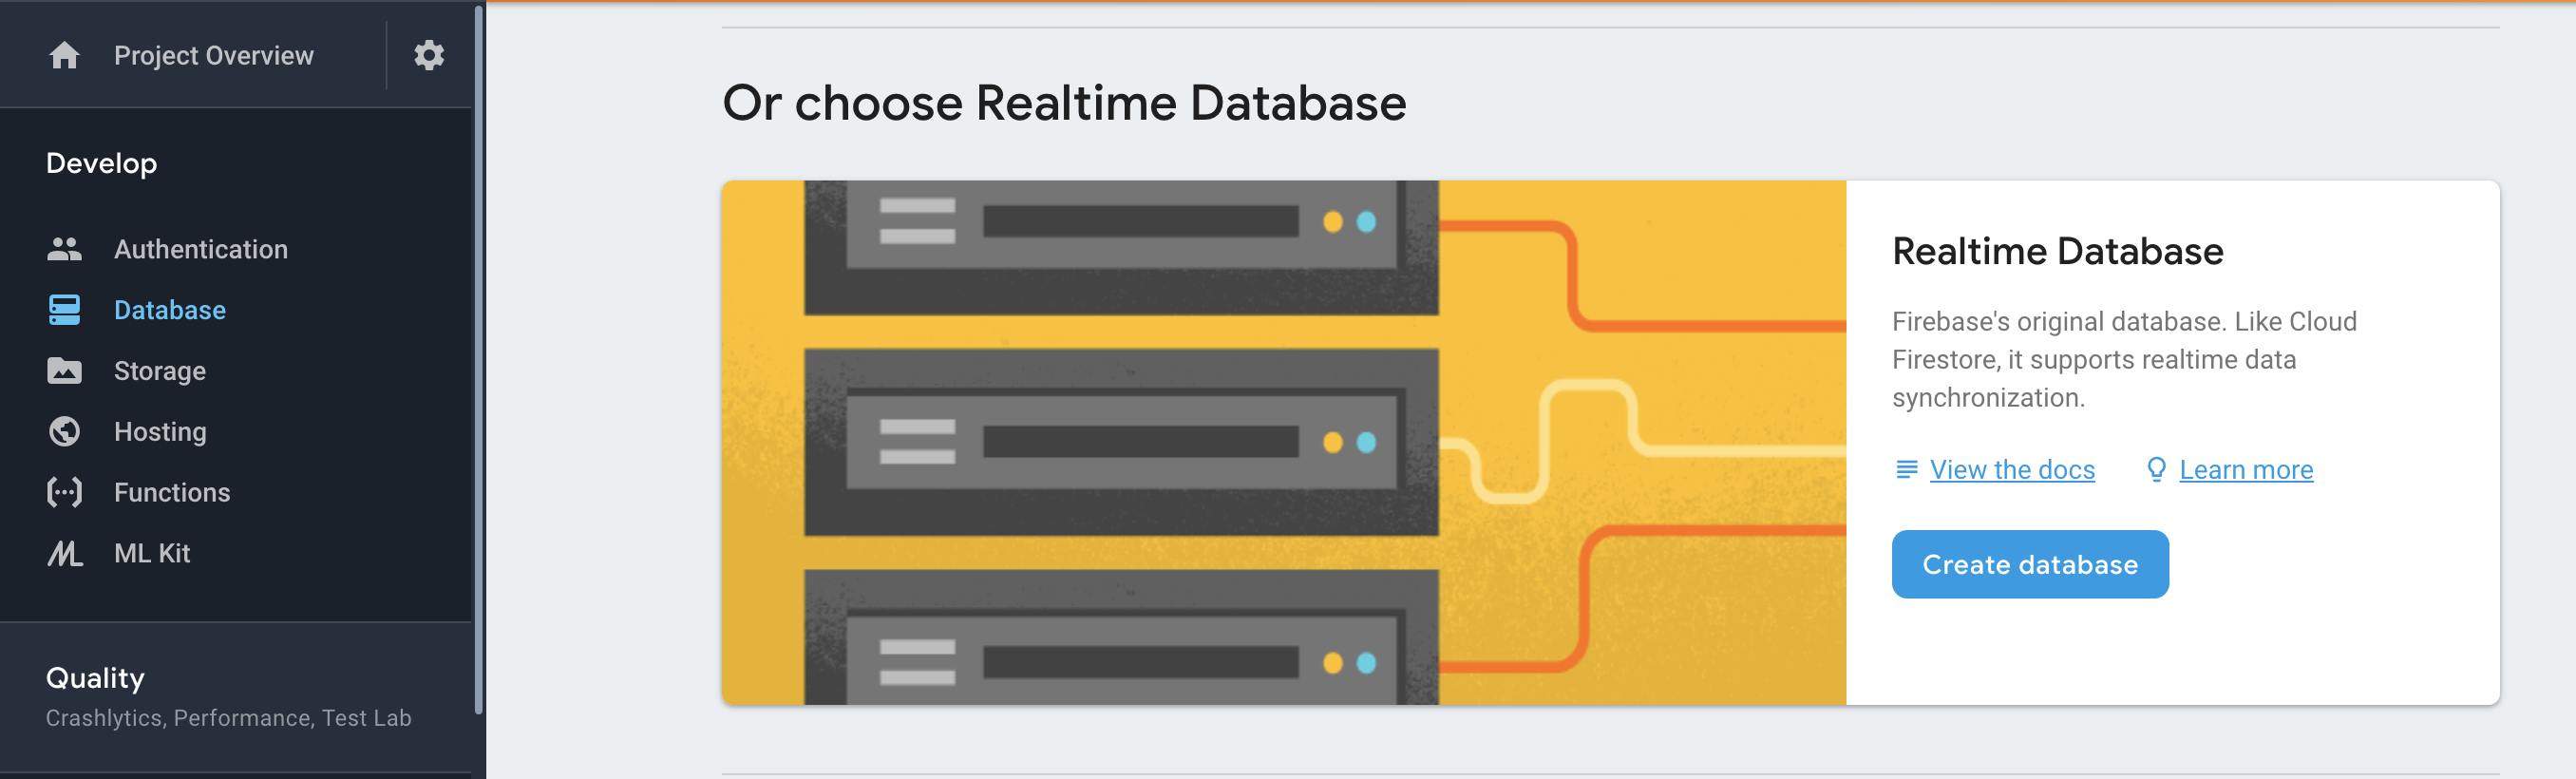 Project Overview
Develop
Authentication
Database
Storage
Hosting
Functions
ML Kit
Quality
Crashlytics, Performance, Test Lab
Or choose Realtime Database
Realtime Database
Firebase's original database. Like Cloud
Firestore, it supports realtime data
synchronization.
View the docs
Learn more
Create database